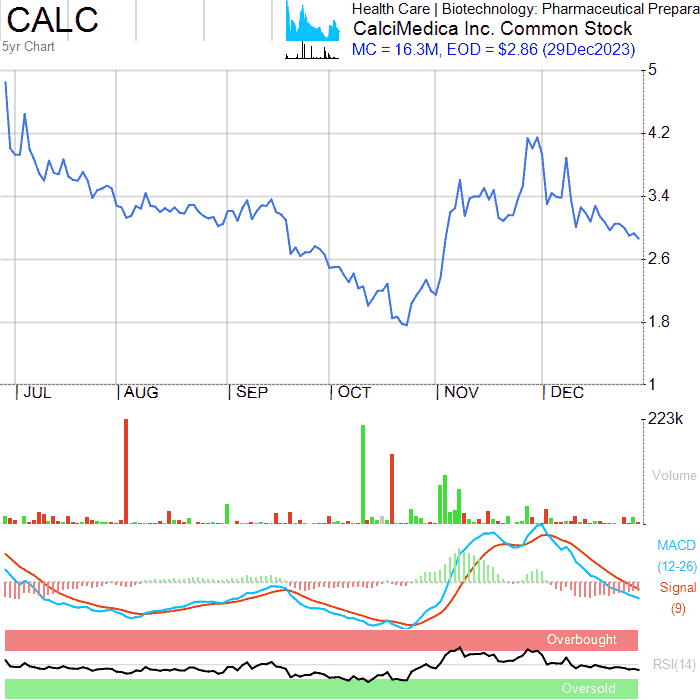 CALC
5yr Chart
Health Care | Biotechnology: Pharmaceutical Prepara
CalciMedica Inc. Common Stock
MC = 16.3M, EOD = $2.86 (29Dec2023)
5
4.2
3.4
2.6
1.8
1
JUL AUG SEP OCT NOV DEC
223k
Volume
MACD
(12-26)
Signal
(9)
Overbought
RSI(14)
Oversold